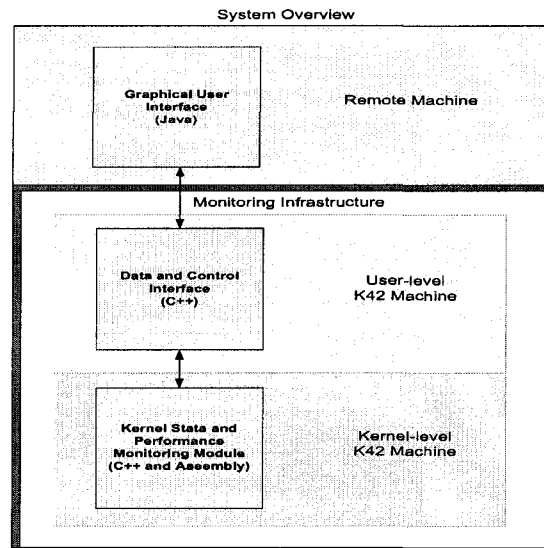 System Overview
Graphical User
Interface
(Java)
Remote Machine
Monitoring Infrastructure
Data and Control
Interface
(C++)
User-level
K42 Machine
Kernel Stata and
Performance
Monitoring Module
(C++ and Assembly)
Kernel-level
K42 Machine